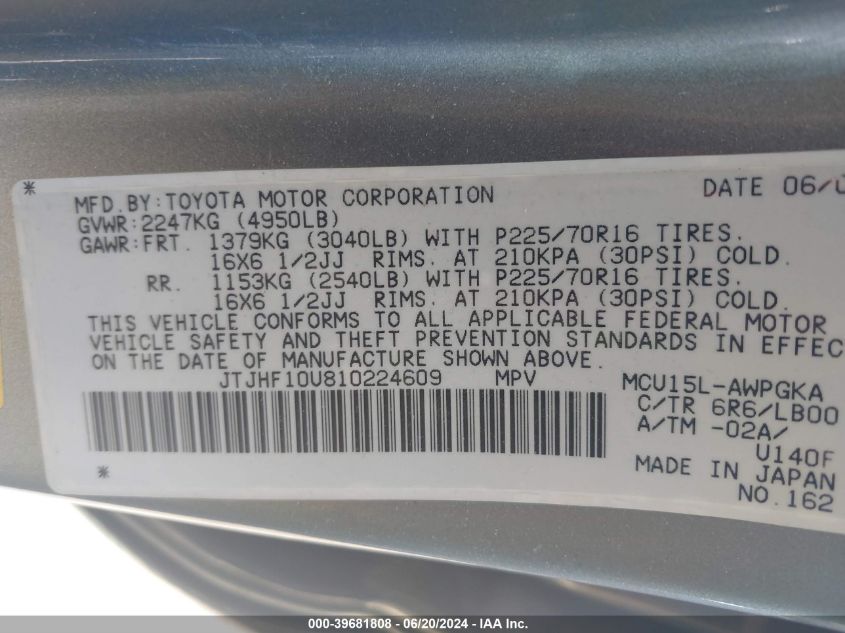 * MFD.BY:TOYOTA MOTOR CORPORATION DATE 06/0
GVWR:2247KG (4950LB)
GAWR:FRT. 1379KG (3040LB) WITH P225/70R16 TIRES.
16X6 1/2JJ RIMS. AT 210KPA (30PSI) COLD.
RR. 1153KG (2540LB) WITH P225/70R16 TIRES.
16X6 1/2JJ RIMS. AT 210KPA (30PSI) COLD.
THIS VEHICLE CONFORMS TO ALL APPLICABLE FEDERAL MOTOR
VEHICLE SAFETY AND THEFT PREVENTION STANDARDS IN EFFEC
ON THE DATE OF MANUFACTURE SHOWN ABOVE.
JTJHF10U810224609 MPV MCU15L-AWPGKA
C/TR 6R6/LB00
A/TM -02A/
U140F
MADE IN JAPAN
* NO.162
000-39681808 - 06/20/2024 - IAA Inc.